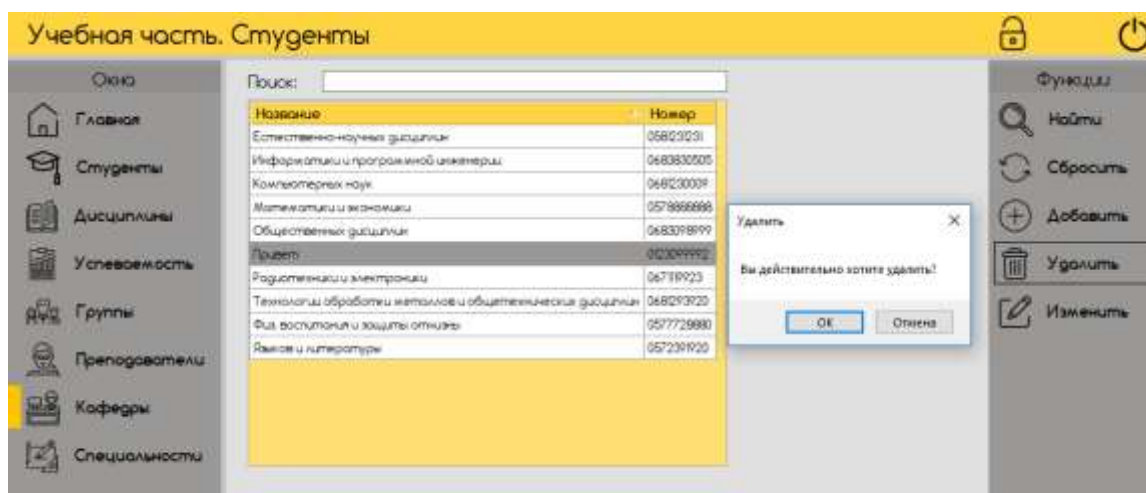 Учебная часть. Студенты
Окна
Главная
Студенты
Дисциплины
Успеваемость
Группы
Преподаватели
Кафедры
Специальности
Поиск:
Название Номер
Естественно-научных дисциплин 058123231
Информатики и программной инженерии 0683830505
Компьютерных наук 0681230009
Математики и экономики 0578888888
Общественных дисциплин 0683098999
Привет 0123099992
Радиотехники и электроники 067119923
Технологии обработки металлов и общетехнических дисциплин 0681293920
Физ. воспитания и защиты отчизны 0577729880
Языков и литературы 0572391920
Удалить
Вы действительно хотите удалить?
OK Отмена
Функции
Найти
Сбросить
Добавить
Удалить
Изменить